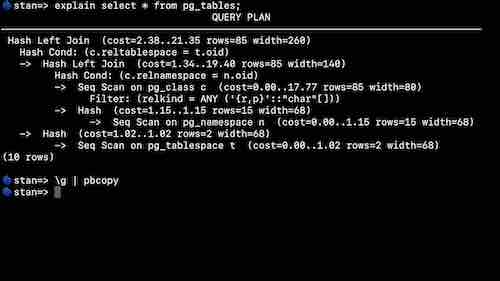 stan=> explain select * from pg_tables;
QUERY PLAN
Hash Left Join  (cost=2.38..21.35 rows=85 width=260)
  Hash Cond: (c.reltablespace = t.oid)
  ->  Hash Left Join  (cost=1.34..19.40 rows=85 width=140)
        Hash Cond: (c.relnamespace = n.oid)
        ->  Seq Scan on pg_class c  (cost=0.00..17.77 rows=85 width=80)
              Filter: (relkind = ANY ('{r,p}'::"char"[]))
        ->  Hash  (cost=1.15..1.15 rows=15 width=68)
              ->  Seq Scan on pg_namespace n  (cost=0.00..1.15 rows=15 width=68)
  ->  Hash  (cost=1.02..1.02 rows=2 width=68)
        ->  Seq Scan on pg_tablespace t  (cost=0.00..1.02 rows=2 width=68)
(10 rows)
stan=> \g | pbcopy
stan=>